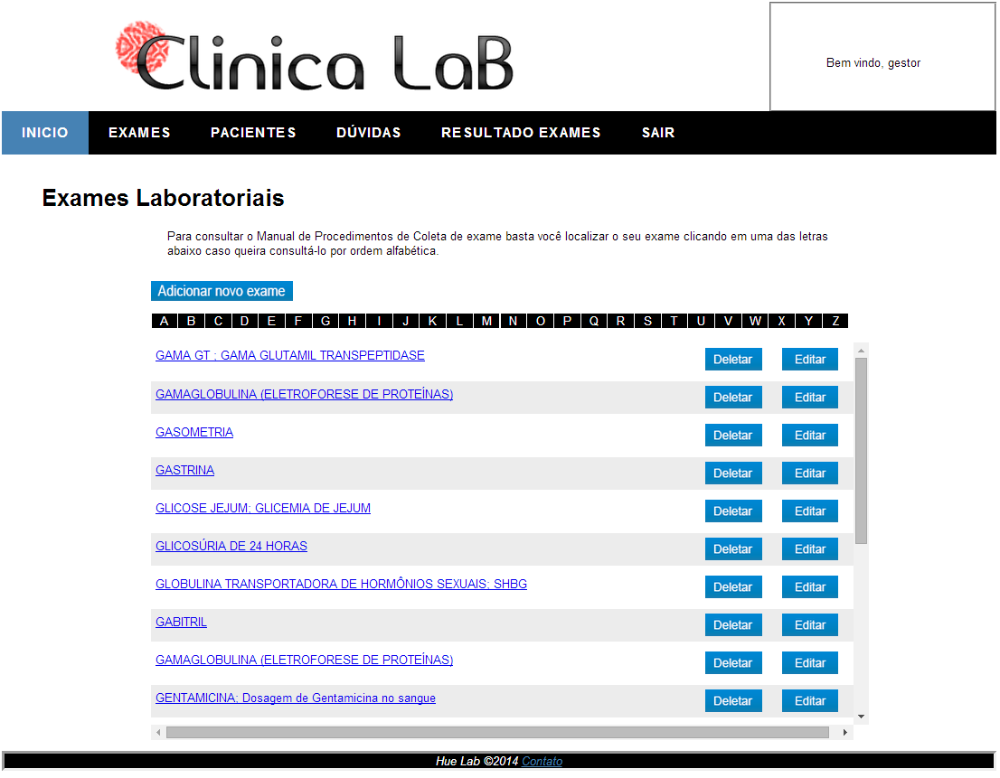 Clinica LaB
Bem vindo, gestor
INICIO EXAMES PACIENTES DÚVIDAS RESULTADO EXAMES SAIR
Exames Laboratoriais
Para consultar o Manual de Procedimentos de Coleta de exame basta você localizar o seu exame clicando em uma das letras
abaixo caso queira consultá-lo por ordem alfabética.
Adicionar novo exame
A B C D E F G H I J K L M N O P Q R S T U V W X Y Z
GAMA GT ; GAMA GLUTAMIL TRANSPEPTIDASE Deletar Editar
GAMAGLOBULINA (ELETROFORESE DE PROTEÍNAS) Deletar Editar
GASOMETRIA Deletar Editar
GASTRINA Deletar Editar
GLICOSE JEJUM; GLICEMIA DE JEJUM Deletar Editar
GLICOSÚRIA DE 24 HORAS Deletar Editar
GLOBULINA TRANSPORTADORA DE HORMÔNIOS SEXUAIS; SHBG Deletar Editar
GABITRIL Deletar Editar
GAMAGLOBULINA (ELETROFORESE DE PROTEÍNAS) Deletar Editar
GENTAMICINA; Dosagem de Gentamicina no sangue Deletar Editar
Hue Lab ©2014 Contato